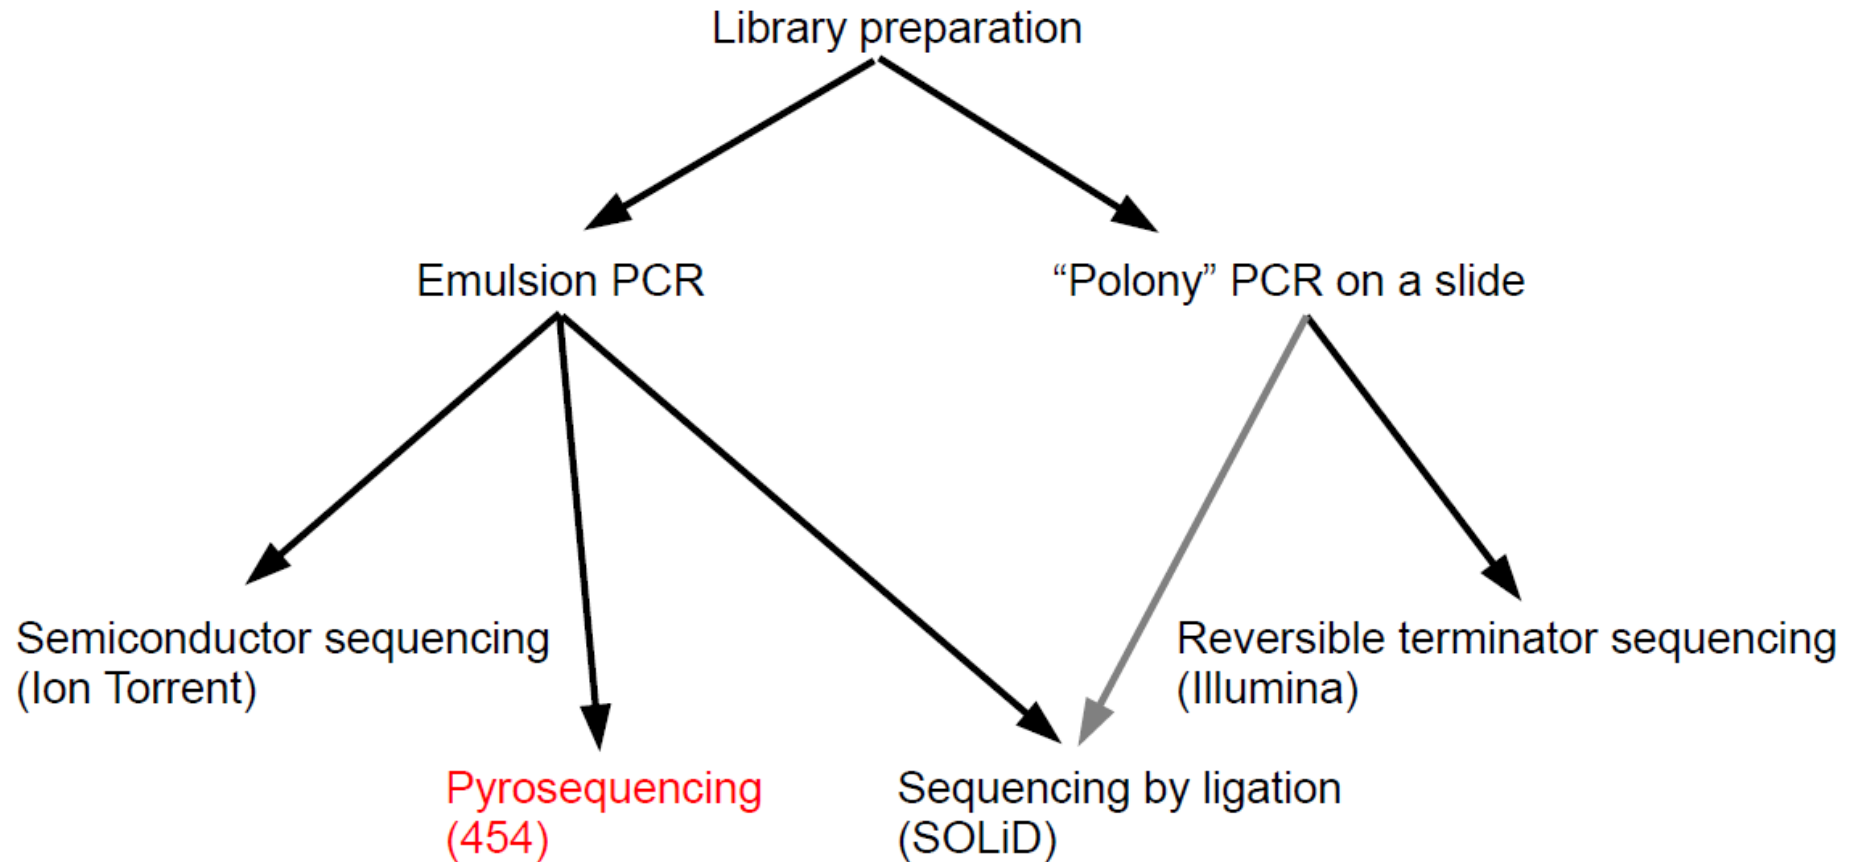 Library preparation
Emulsion PCR
“Polony” PCR on a slide
Semiconductor sequencing
(Ion Torrent)
Reversible terminator sequencing
(Illumina)
Pyrosequencing
(454)
Sequencing by ligation
(SOLiD)